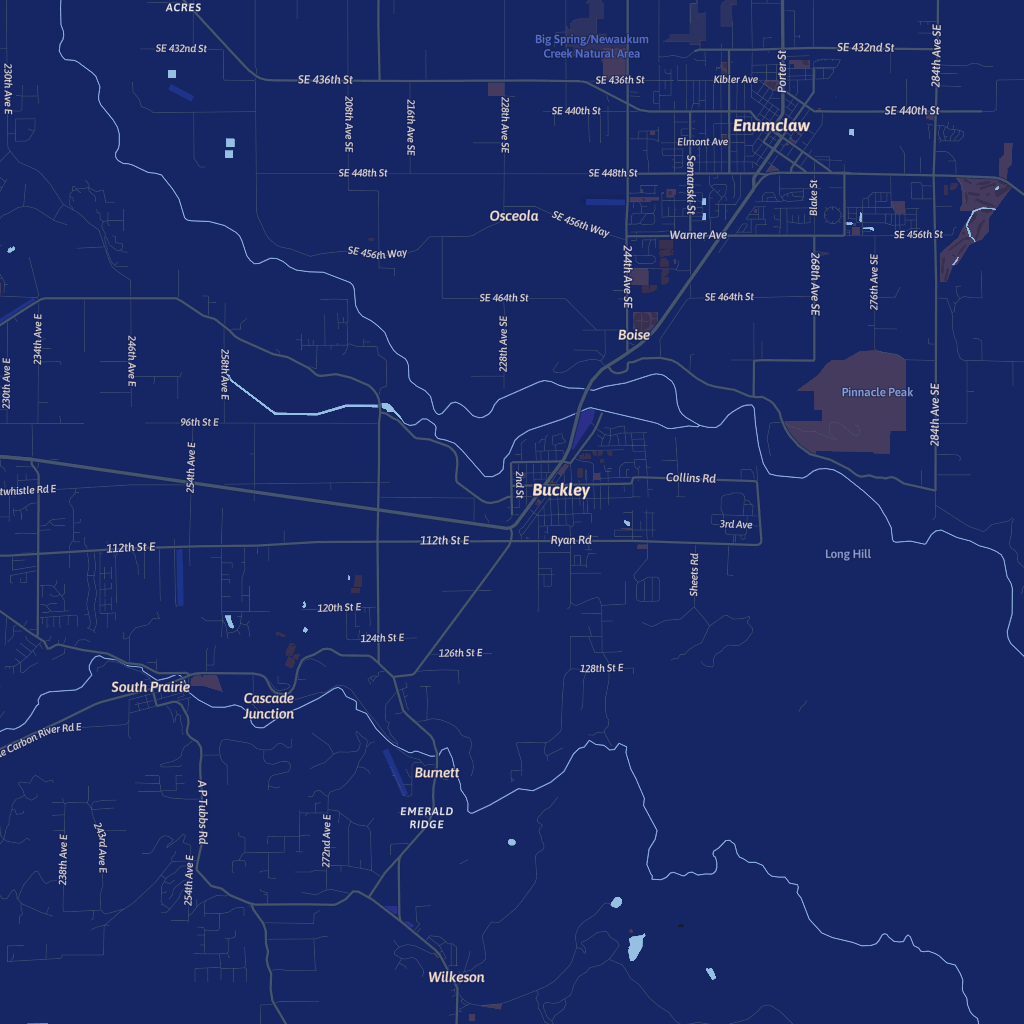 ACRES
SE 432nd St
Big Spring/Newaukum
Creek Natural Area
SE 432nd St
284th Ave SE
Porter St
230th Ave E
SE 436th St
SE 436th St
Kibler Ave
208th Ave SE
216th Ave SE
228th Ave SE
SE 440th St
SE 440th St
Enumclaw
Elmont Ave
SE 448th St
SE 448th St
Semanski St
Blake St
Osceola
SE 456th Way
Warner Ave
SE 456th St
SE 456th Way
244th Ave SE
268th Ave SE
276th Ave SE
SE 464th St
SE 464th St
234th Ave E
246th Ave E
258th Ave E
228th Ave SE
Boise
230th Ave E
Pinnacle Peak
284th Ave SE
96th St E
254th Ave E
Collins Rd
2nd St
Buckley
twhistle Rd E
3rd Ave
112th St E
112th St E
Ryan Rd
Long Hill
Sheets Rd
120th St E
124th St E
126th St E
128th St E
South Prairie
Cascade
Junction
e Carbon River Rd E
Burnett
A P Tubbs Rd
EMERALD
RIDGE
238th Ave E
243rd Ave E
272nd Ave E
254th Ave E
Wilkeson